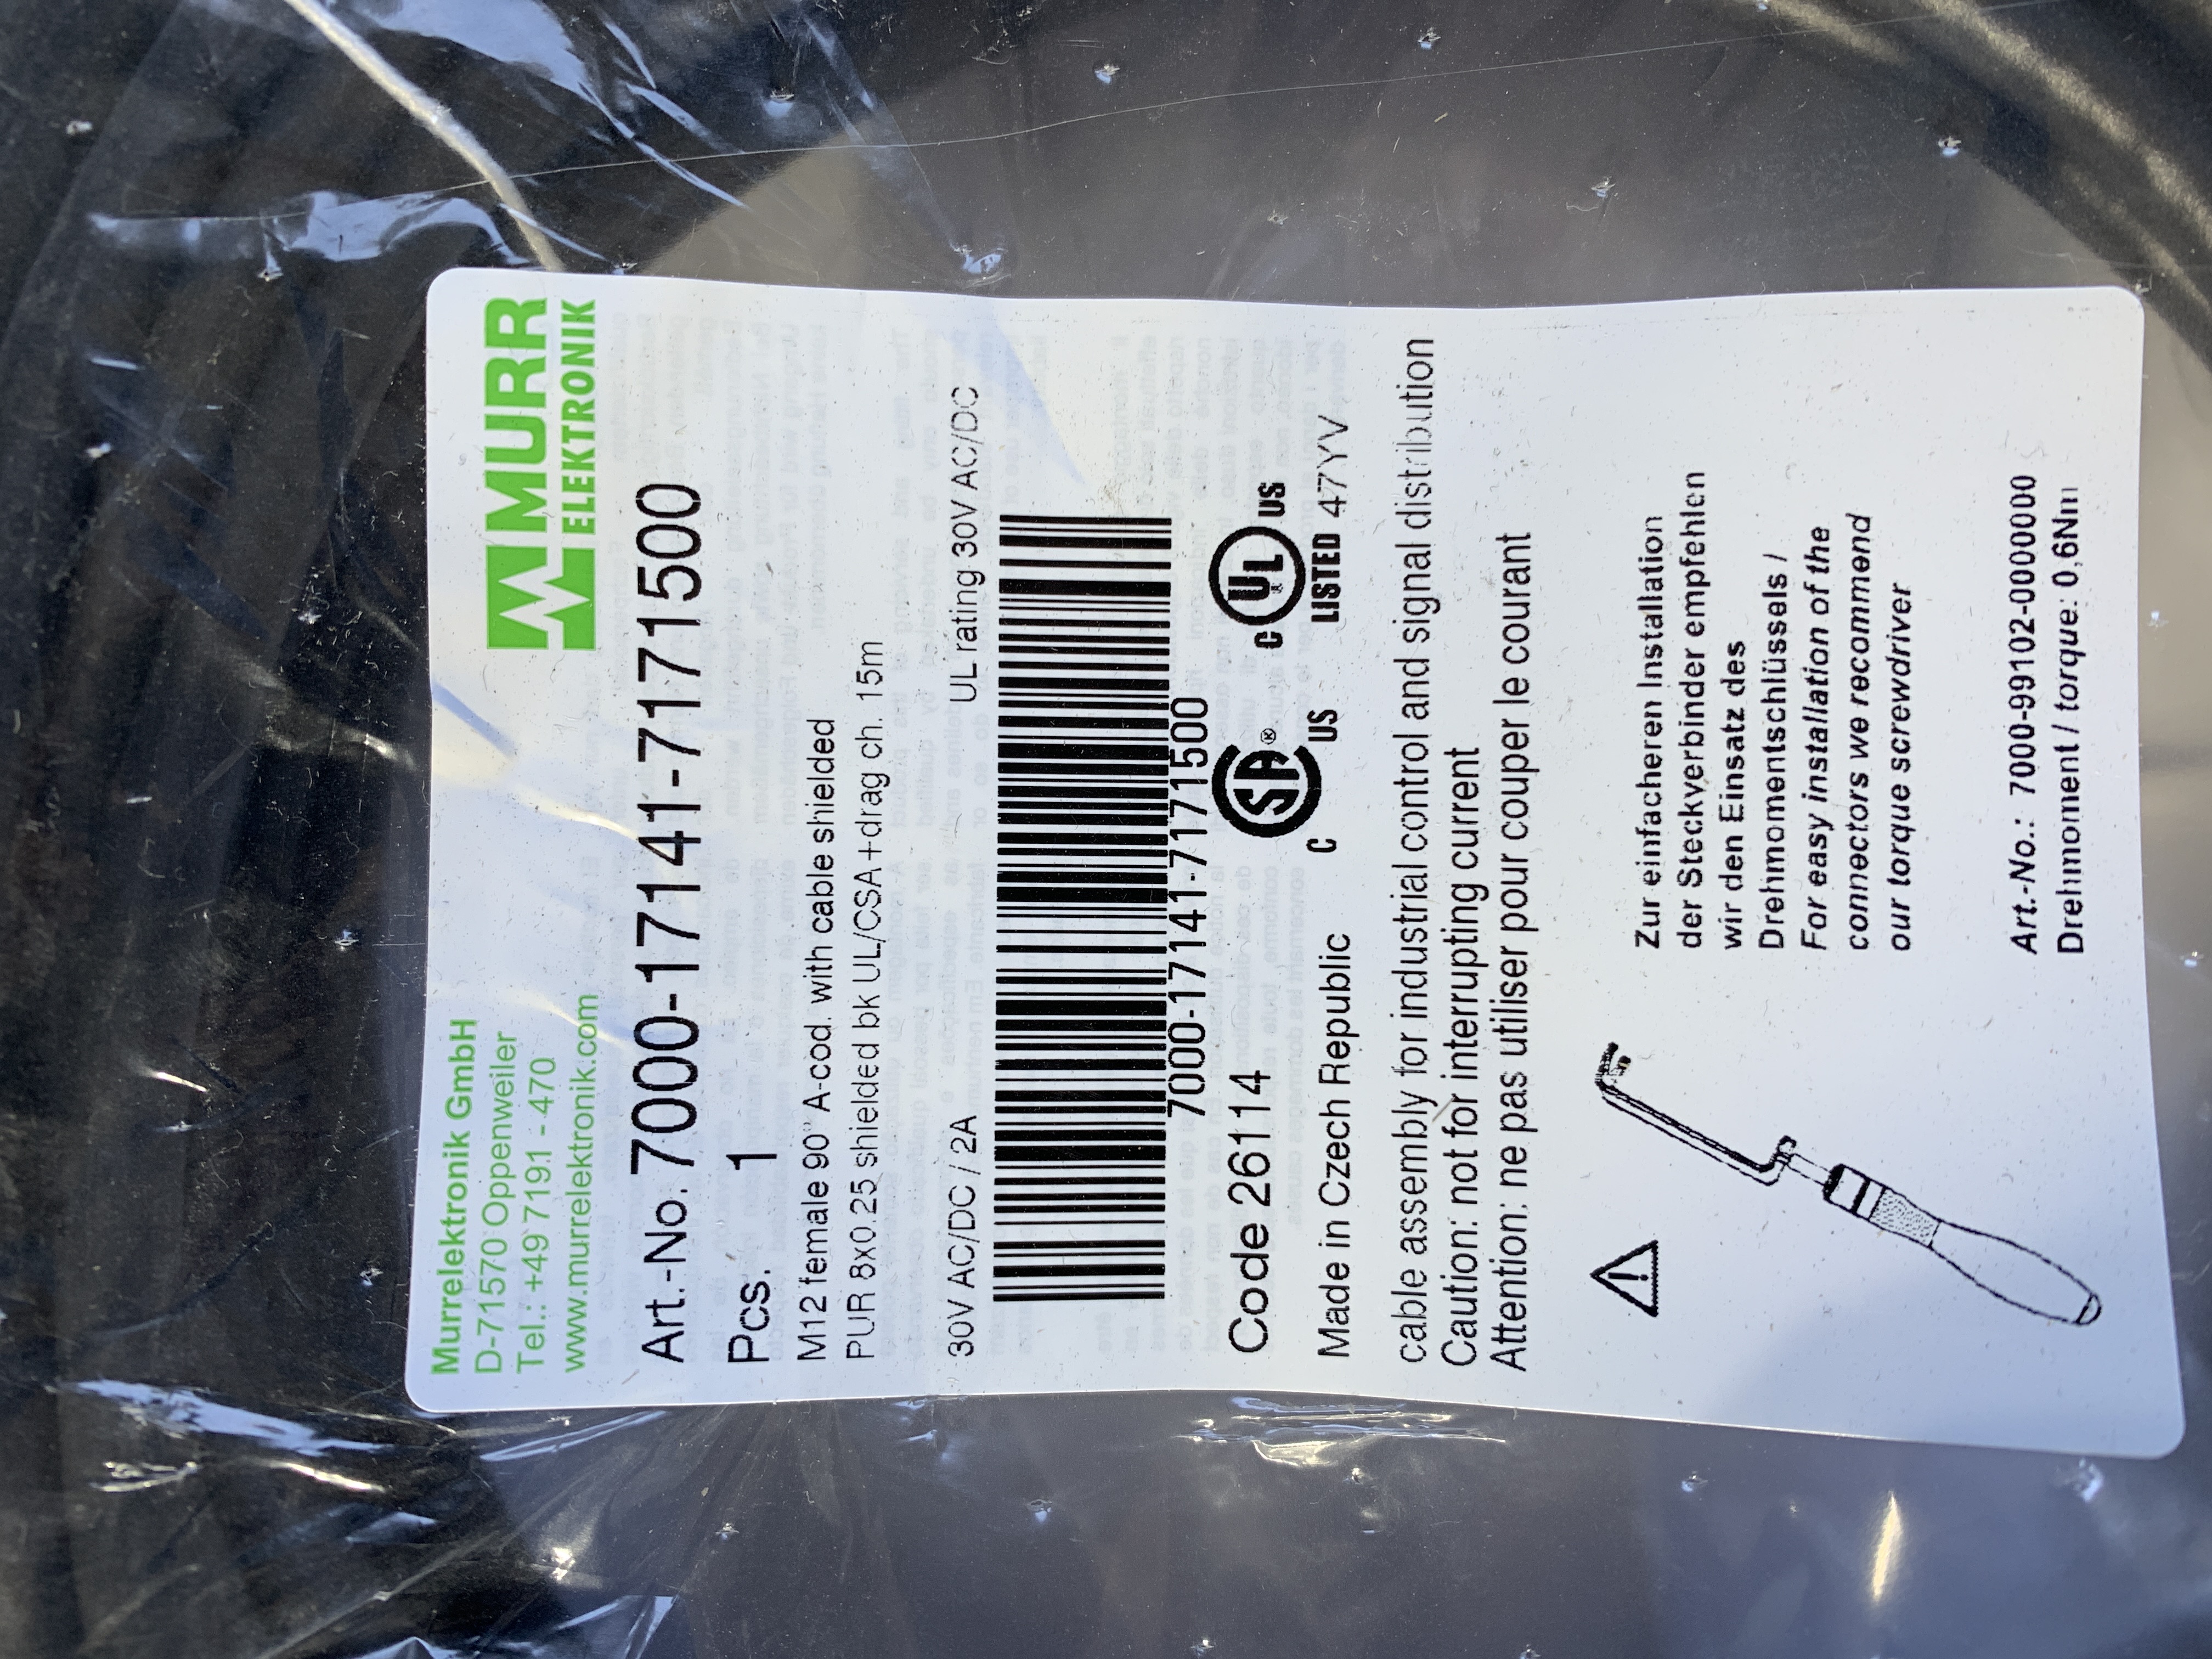 Murrelektronik GmbH
D-71570 Oppenweiler
Tel.: +49 7191 - 470
www.murrelektronik.com
MURR
ELEKTRONIK
Art.-No. 7000-17141-7171500
Pcs. 1
M12 female 90° A-cod. with cable shielded
PUR 8x0.25 shielded bk UL/CSA+drag ch. 15m
30V AC/DC / 2A UL rating 30V AC/DC
7000-17141-7171500
Code 26114
C SA® US
C UL US
LISTED 47YV
Made in Czech Republic
cable assembly for industrial control and signal distribution
Caution: not for interrupting current
Attention: ne pas utiliser pour couper le courant
Zur einfacheren Installation
der Steckverbinder empfehlen
wir den Einsatz des
Drehmomentschlüssels /
For easy installation of the
connectors we recommend
our torque screwdriver
Art.-No.: 7000-99102-0000000
Drehmoment / torque: 0,6Nm